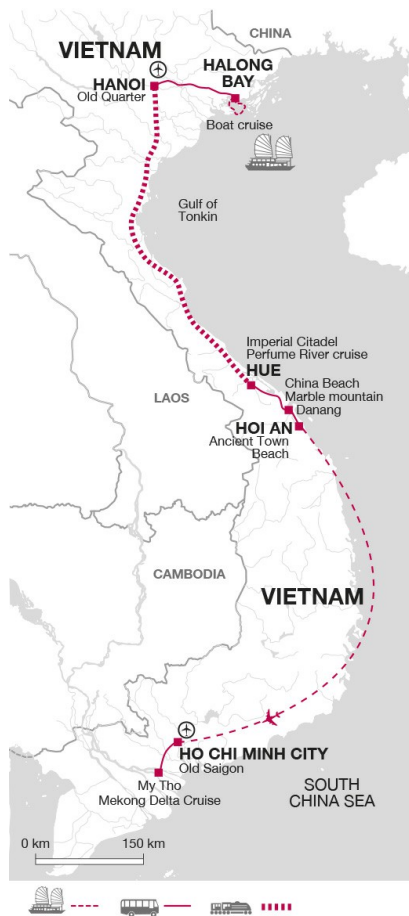 CHINA
VIETNAM
HALONG
BAY
HANOI
Old Quarter
Boat cruise
Gulf of
Tonkin
Imperial Citadel
Perfume River cruise
HUE
China Beach
Marble mountain
Danang
LAOS
HOI AN
Ancient Town
Beach
CAMBODIA
VIETNAM
HO CHI MINH CITY
Old Saigon
My Tho
Mekong Delta Cruise
SOUTH
CHINA SEA
0 km
150 km